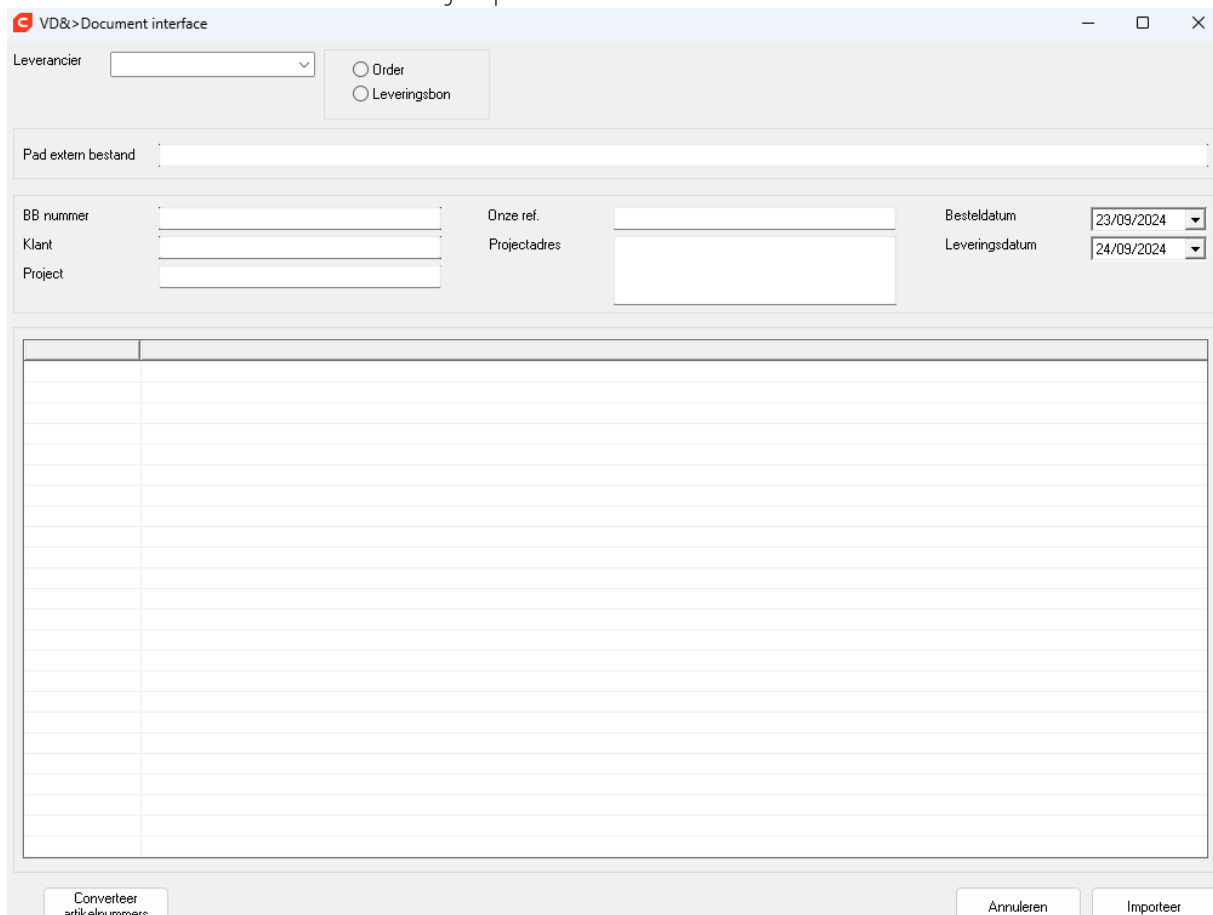 VD&>Document interface
Leverancier
Order
Leveringsbon
Pad extern bestand
BB nummer
Onze ref.
Besteldatum
23/09/2024
Klant
Projectadres
Leveringsdatum
24/09/2024
Project
Converteer
artikelnummers
Annuleren
Importeer